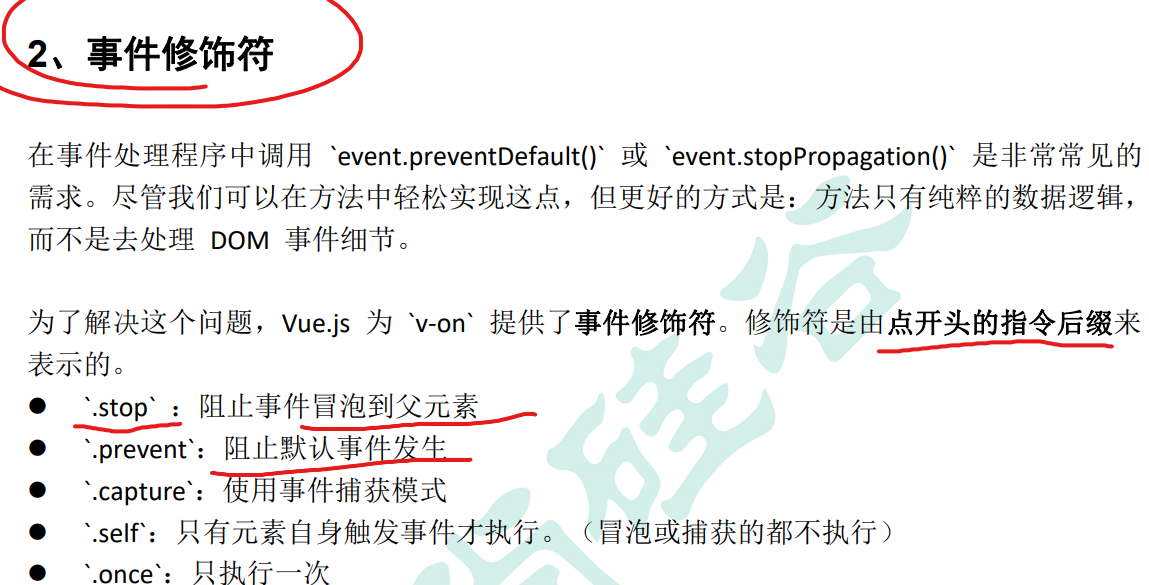 2、事件修饰符
在事件处理程序中调用 `event.preventDefault()` 或 `event.stopPropagation()` 是非常常见的
需求。尽管我们可以在方法中轻松实现这点，但更好的方式是：方法只有纯粹的数据逻辑，
而不是去处理 DOM 事件细节。
为了解决这个问题，Vue.js 为 `v-on` 提供了事件修饰符。修饰符是由点开头的指令后缀来
表示的。
● `.stop` ：阻止事件冒泡到父元素
● `.prevent`：阻止默认事件发生
● `.capture`：使用事件捕获模式
● `.self`：只有元素自身触发事件才执行。（冒泡或捕获的都不执行）
● `.once`：只执行一次
尚硅谷